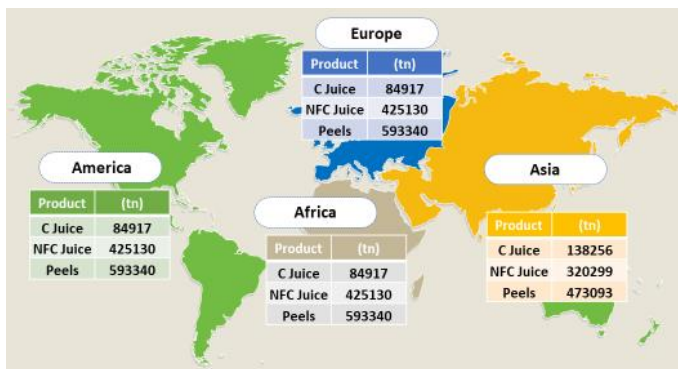 Europe
Product (tn)
C Juice 84917
NFC Juice 425130
Peels 593340
America
Product (tn)
C Juice 84917
NFC Juice 425130
Peels 593340
Africa
Product (tn)
C Juice 84917
NFC Juice 425130
Peels 593340
Asia
Product (tn)
C Juice 138256
NFC Juice 320299
Peels 473093